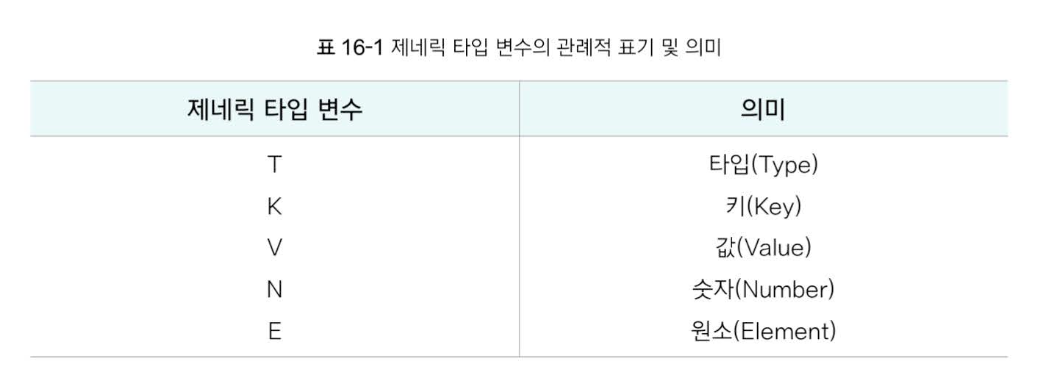 표 16-1 제네릭 타입 변수의 관례적 표기 및 의미
제네릭 타입 변수 의미
T 타입(Type)
K 키(Key)
V 값(Value)
N 숫자(Number)
E 원소(Element)